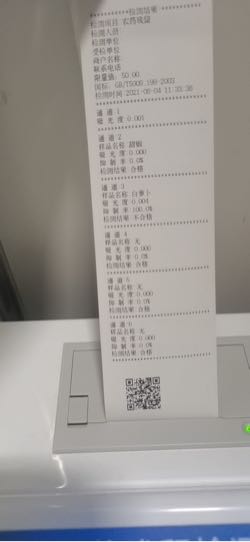 ************检测结果************
检测项目:农药残留
检测人员:
检测单位
受检单位
商户名称:
联系电话
限量值: 50.00
国标: GB/T5009.199-2003
检测时间:2021-06-04 11:33:38
通 道 1
吸 光 度:0.001
通 道 2
样品名称:甜椒
吸 光 度:0.000
抑 制 率:0.0%
检测结果:合格
通 道 3
样品名称:白萝卜
吸 光 度:0.004
抑 制 率:100.0%
检测结果:不合格
通 道 4
样品名称:无
吸 光 度:0.000
抑 制 率:0.0%
检测结果:合格
通 道 5
样品名称:无
吸 光 度:0.000
抑 制 率:0.0%
检测结果:合格
通 道 6
样品名称:无
吸 光 度:0.000
抑 制 率:0.0%
检测结果:合格